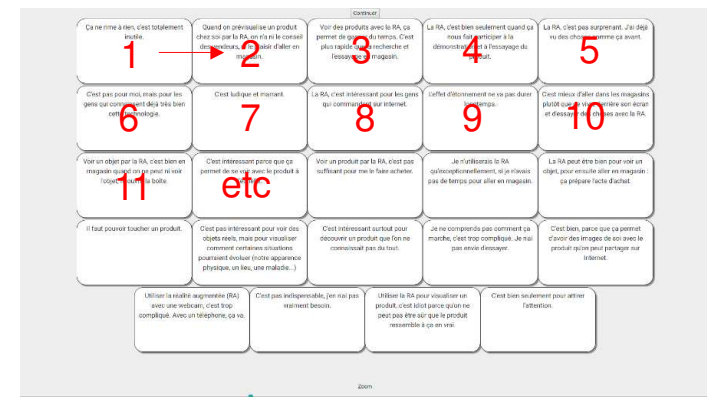 Continuer
Ça ne rime à rien, c'est totalement
inutile.
1
Quand on prévisualise un produit
chez soi par la RA, on n'a ni le conseil
des vendeurs, ni le plaisir d'aller en
magasin.
2
Voir des produits avec la RA, ça
permet de gagner du temps. C'est
plus rapide que la recherche et
l'essayage en magasin.
3
La RA, c'est bien seulement quand ça
nous fait participer à la
démonstration et à l'essayage du
produit.
4
La RA, c'est pas surprenant. J'ai déjà
vu des choses comme ça avant.
5
C'est pas pour moi, mais pour les
gens qui connaissent déjà très bien
cette technologie.
6
C'est ludique et marrant.
7
La RA, c'est intéressant pour les gens
qui commandent sur internet.
8
L'effet d'étonnement ne va pas durer
longtemps.
9
C'est mieux d'aller dans les magasins
plutôt que de vivre derrière son écran
et d'essayer des choses avec la RA.
10
Voir un objet par la RA, c'est bien en
magasin quand on ne peut ni voir
l'objet, ni ouvrir la boîte.
11
C'est intéressant parce que ça
permet de se voir avec le produit à
etc
Voir un produit par la RA, c'est pas
suffisant pour me le faire acheter.
Je n'utiliserais la RA
qu'exceptionnellement, si je n'avais
pas de temps pour aller en magasin.
La RA peut être bien pour voir un
objet, pour ensuite aller en magasin :
ça prépare l'acte d'achat.
Il faut pouvoir toucher un produit.
C'est pas intéressant pour voir des
objets réels, mais pour visualiser
comment certaines situations
pourraient évoluer (notre apparence
physique, un lieu, une maladie...)
C'est intéressant surtout pour
découvrir un produit que l'on ne
connaissait pas du tout.
Je ne comprends pas comment ça
marche, c'est trop compliqué. Je n'ai
pas envie d'essayer.
C'est bien, parce que ça permet
d'avoir des images de soi avec le
produit qu'on peut partager sur
Internet.
Utiliser la réalité augmentée (RA)
avec une webcam, c'est trop
compliqué. Avec un téléphone, ça va.
C'est pas indispensable, j'en n'ai pas
vraiment besoin.
Utiliser la RA pour visualiser un
produit, c'est idiot parce qu'on ne
peut pas être sûr que le produit
ressemble à ça en vrai.
C'est bien seulement pour attirer
l'attention.
Zoom